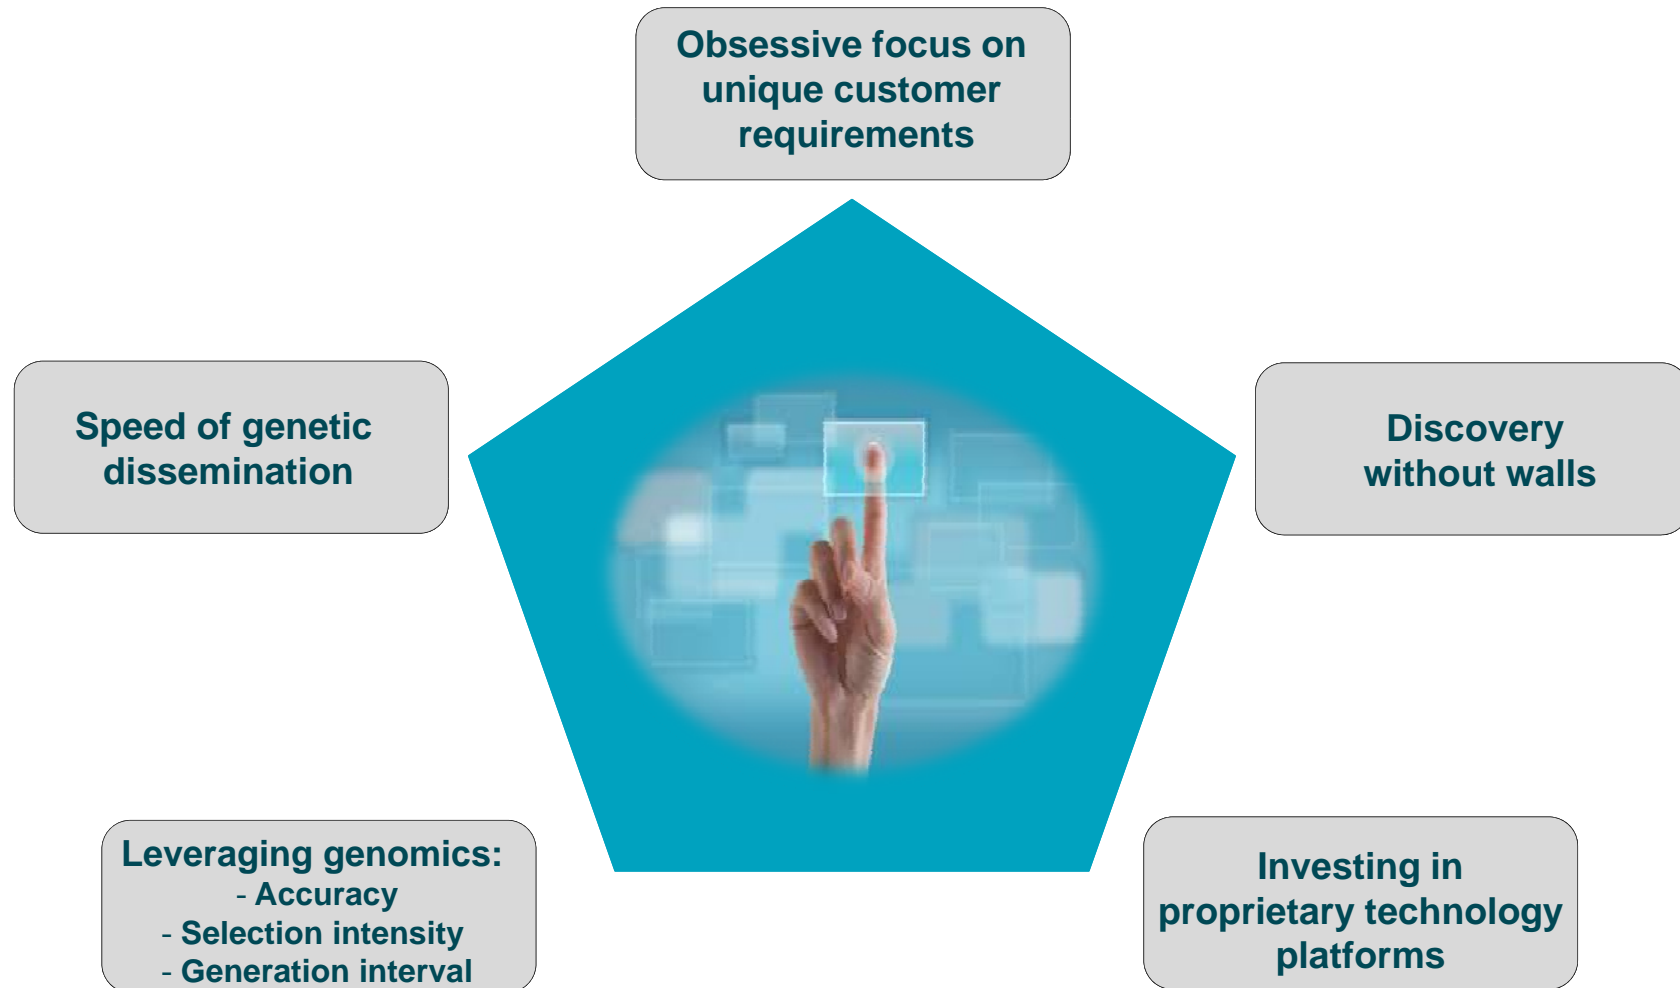 Obsessive focus on
unique customer
requirements
Speed of genetic
dissemination
Discovery
without walls
Leveraging genomics:
- Accuracy
- Selection intensity
- Generation interval
Investing in
proprietary technology
platforms